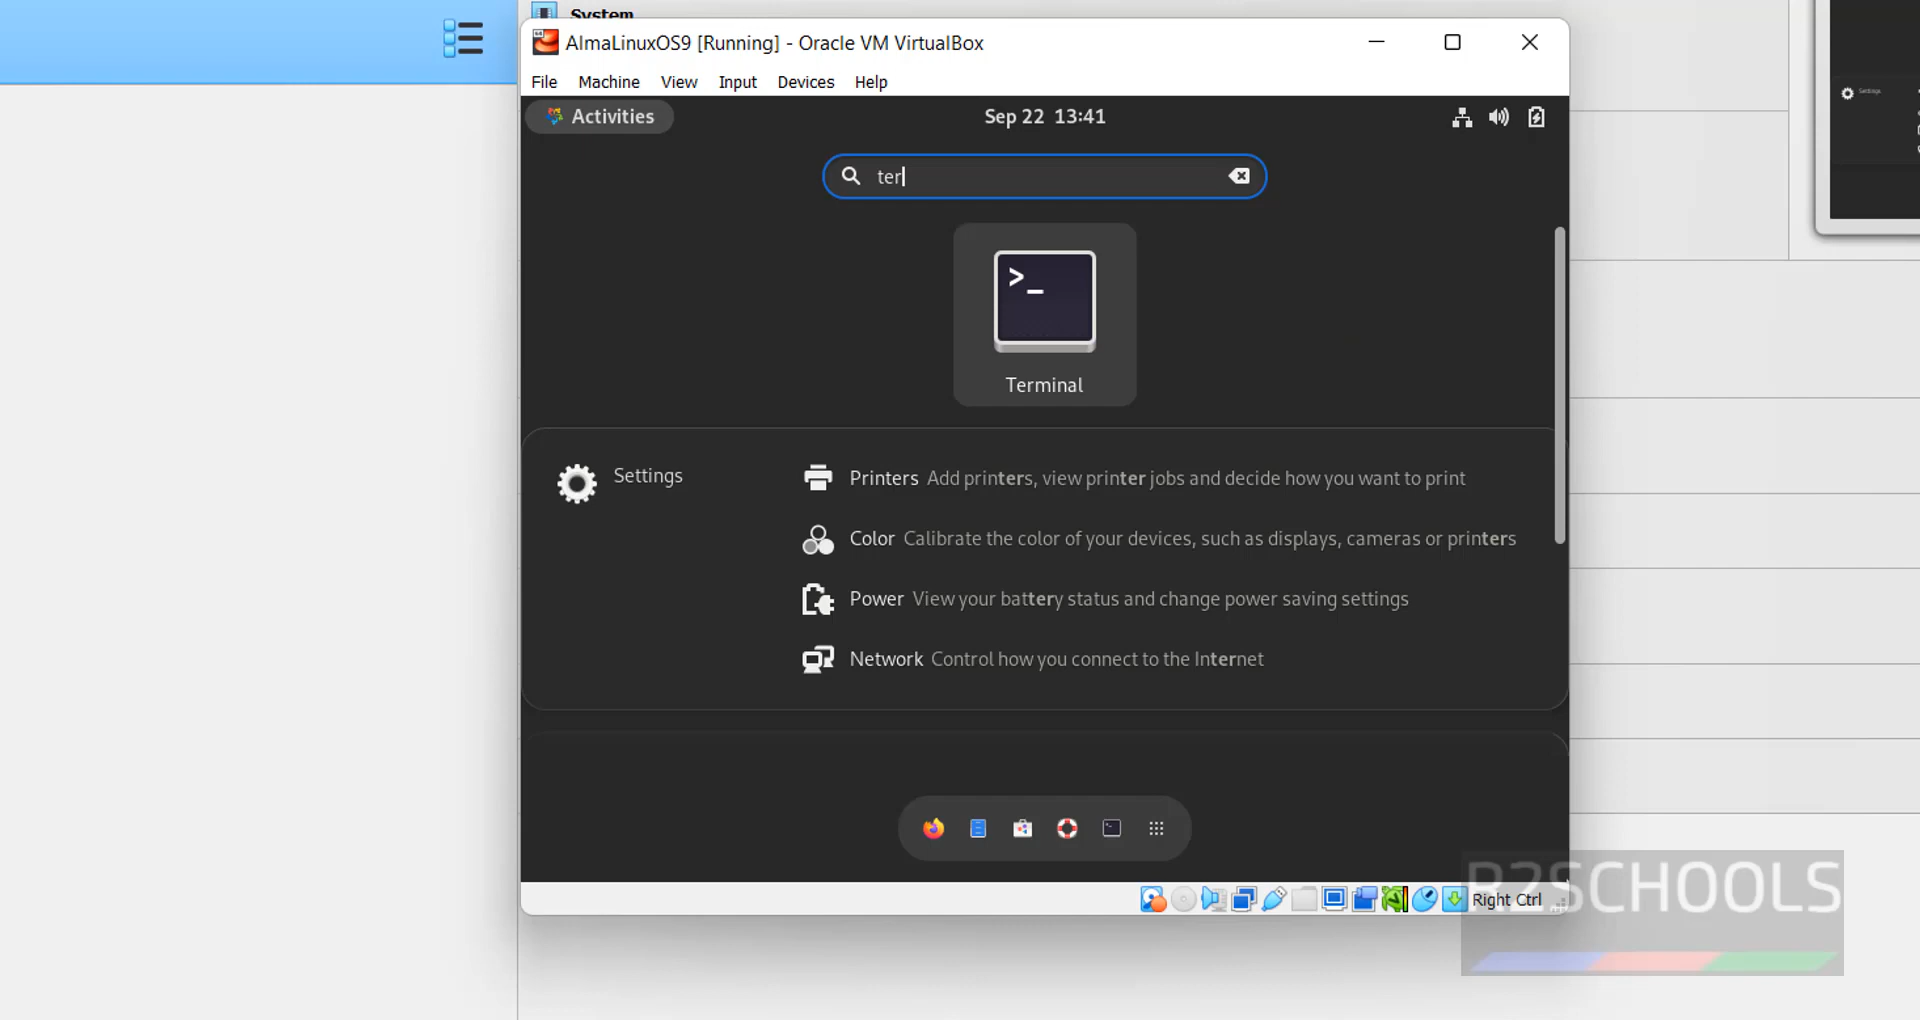 System
AlmaLinuxOS9 [Running] - Oracle VM VirtualBox
File Machine View Input Devices Help
Activities
Sep 22 13:41
ter
Terminal
Settings
Printers Add printers, view printer jobs and decide how you want to print
Color Calibrate the color of your devices, such as displays, cameras or printers
Power View your battery status and change power saving settings
Network Control how you connect to the Internet
Right Ctrl
R2SCHOOLS
Settings